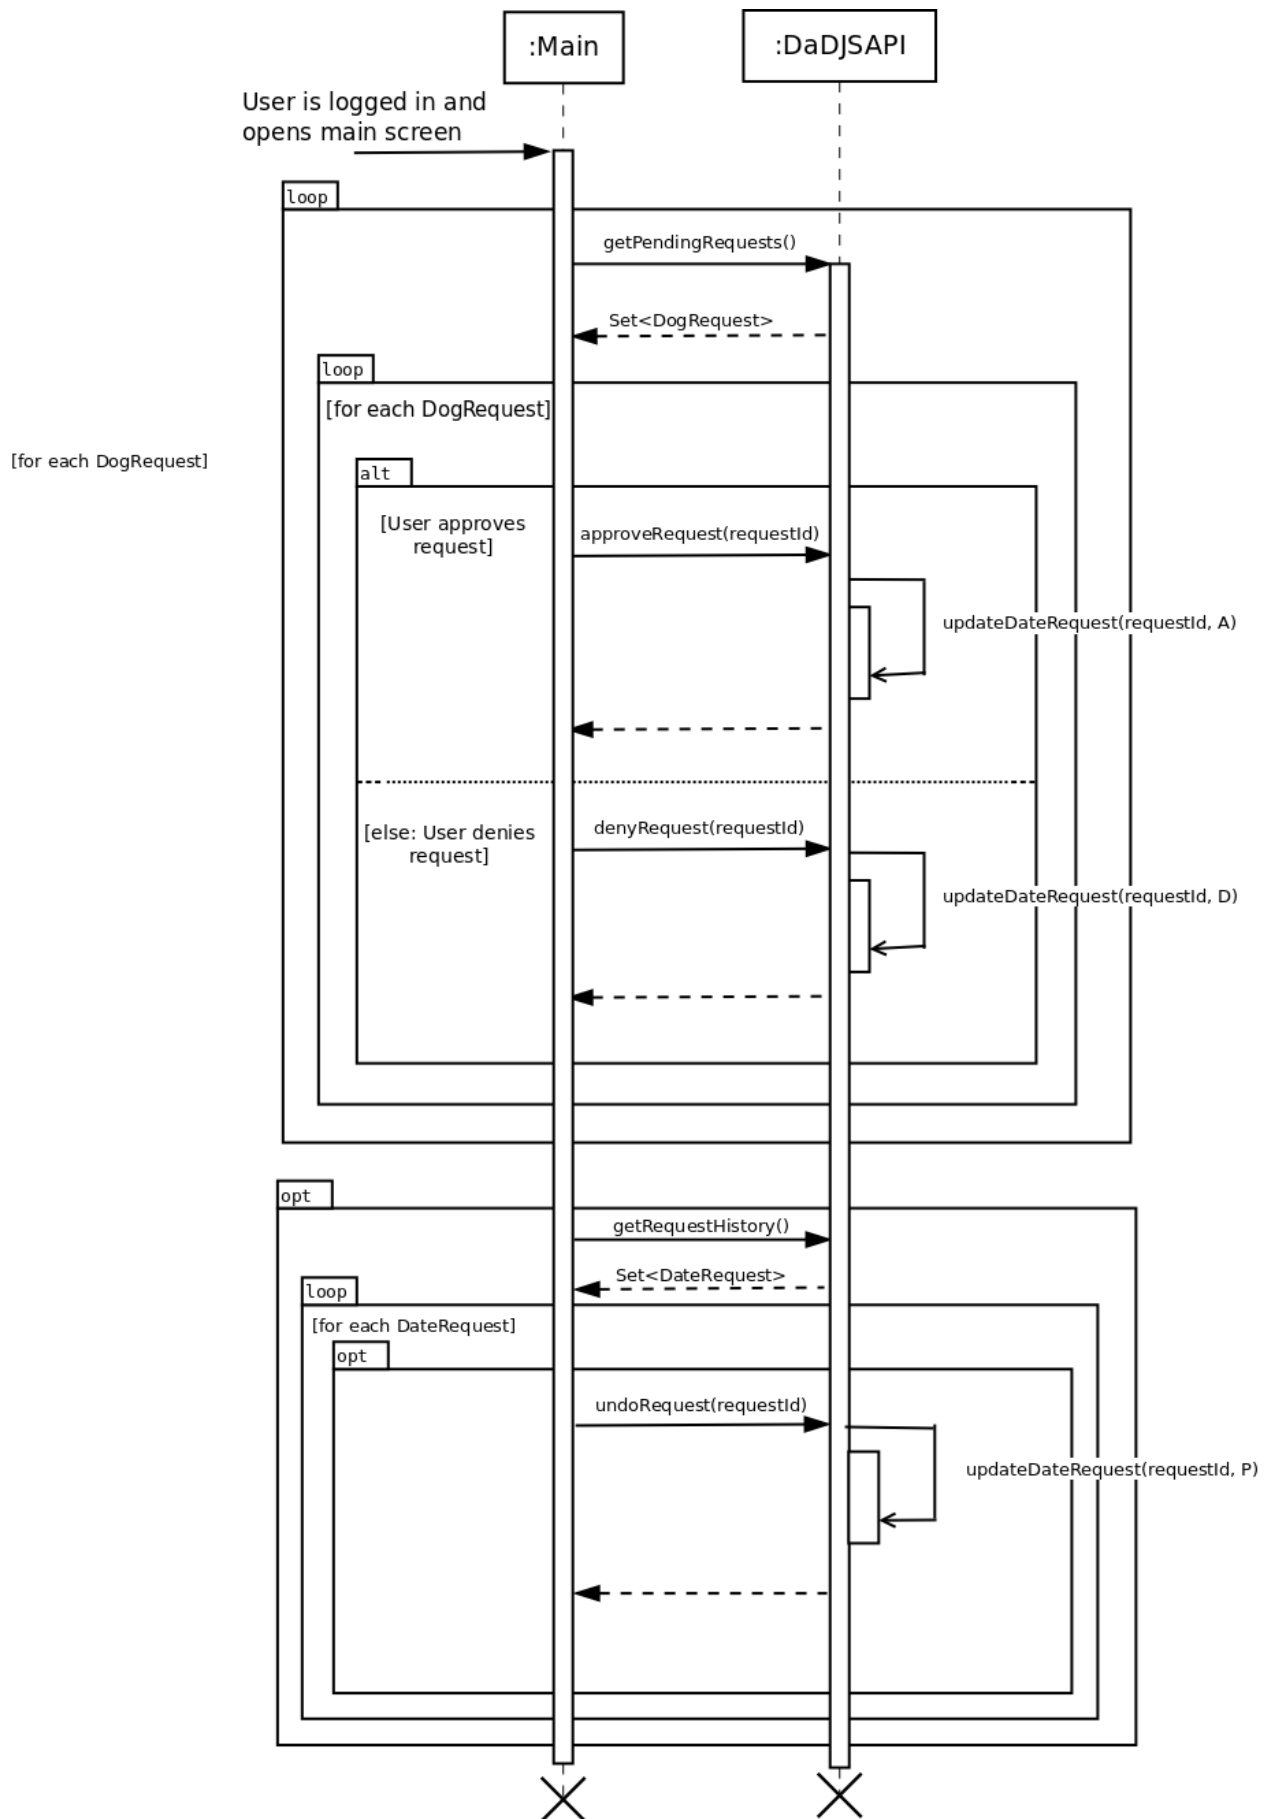 :Main
:DaDJSAPI
User is logged in and
opens main screen
loop
getPendingRequests()
Set<DogRequest>
loop
[for each DogRequest]
[for each DogRequest]
alt
[User approves
request]
approveRequest(requestId)
updateDateRequest(requestId, A)
[else: User denies
request]
denyRequest(requestId)
updateDateRequest(requestId, D)
opt
getRequestHistory()
Set<DateRequest>
loop
[for each DateRequest]
opt
undoRequest(requestId)
updateDateRequest(requestId, P)